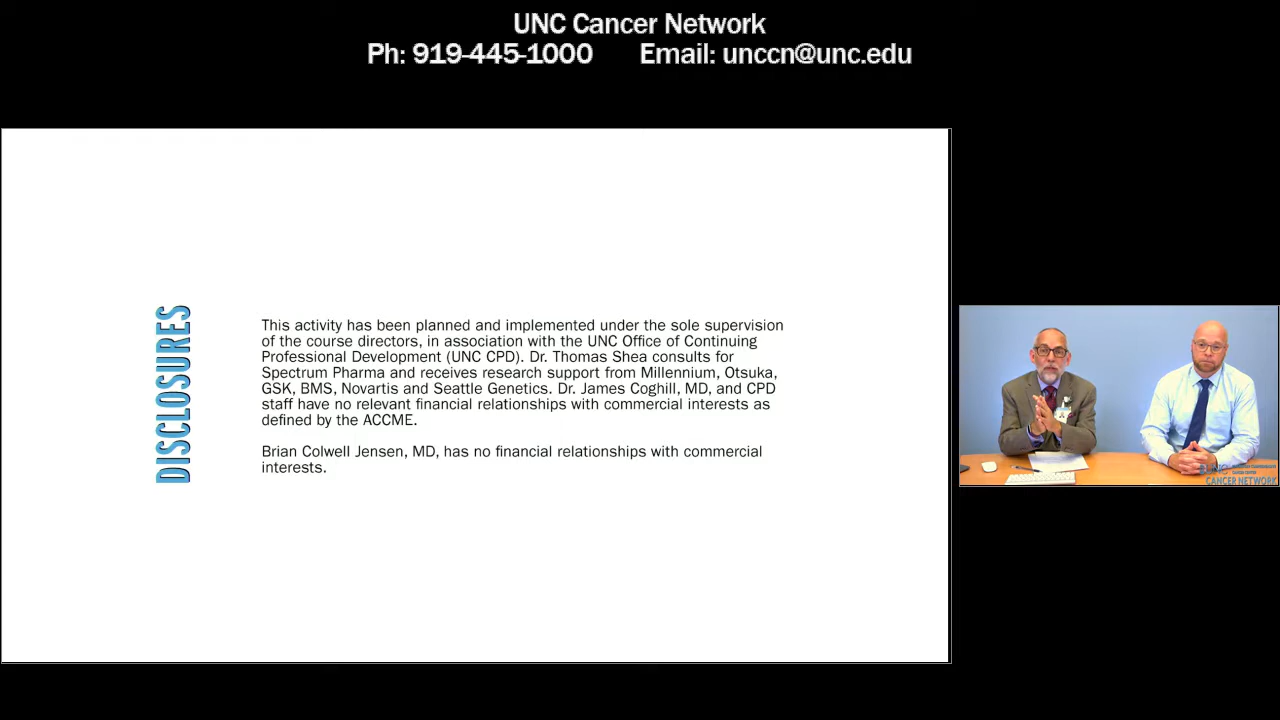 UNC Cancer Network
Ph: 919-445-1000 Email: unccn@unc.edu
DISCLOSURES
This activity has been planned and implemented under the sole supervision
of the course directors, in association with the UNC Office of Continuing
Professional Development (UNC CPD). Dr. Thomas Shea consults for
Spectrum Pharma and receives research support from Millennium, Otsuka,
GSK, BMS, Novartis and Seattle Genetics. Dr. James Coghill, MD, and CPD
staff have no relevant financial relationships with commercial interests as
defined by the ACCME.
Brian Colwell Jensen, MD, has no financial relationships with commercial
interests.
UNC
CANCER NETWORK